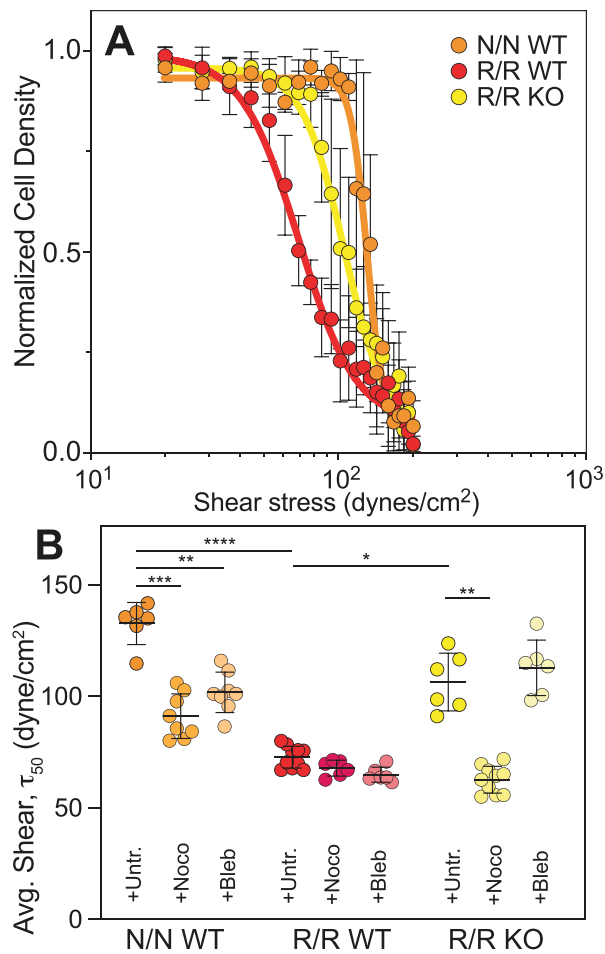 A
N/N WT
R/R WT
R/R KO
Normalized Cell Density
1.0
0.5
0.0
10¹
10²
10³
Shear stress (dynes/cm²)
B
Avg. Shear, τ₅₀ (dyne/cm²)
150
100
50
0
****
**
***
*
**
+Untr.
+Noco
+Bleb
+Untr.
+Noco
+Bleb
+Untr.
+Noco
+Bleb
N/N WT
R/R WT
R/R KO